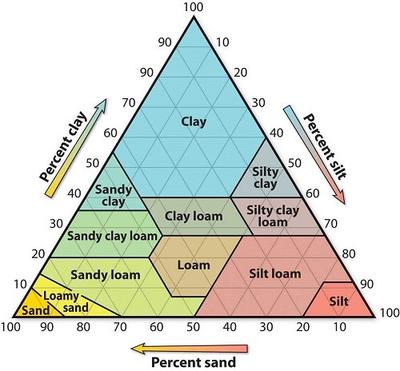 100
90
10
80
20
70
30
Percent clay
Percent silt
60
Clay
40
50
50
Silty
clay
40
Sandy
clay
60
30
Clay loam
Silty clay
loam
Sandy clay loam
70
20
Loam
80
Sandy loam
Silt loam
10
Loamy
sand
90
Sand
Silt
100
90
80
70
60
50
40
30
20
10
100
Percent sand